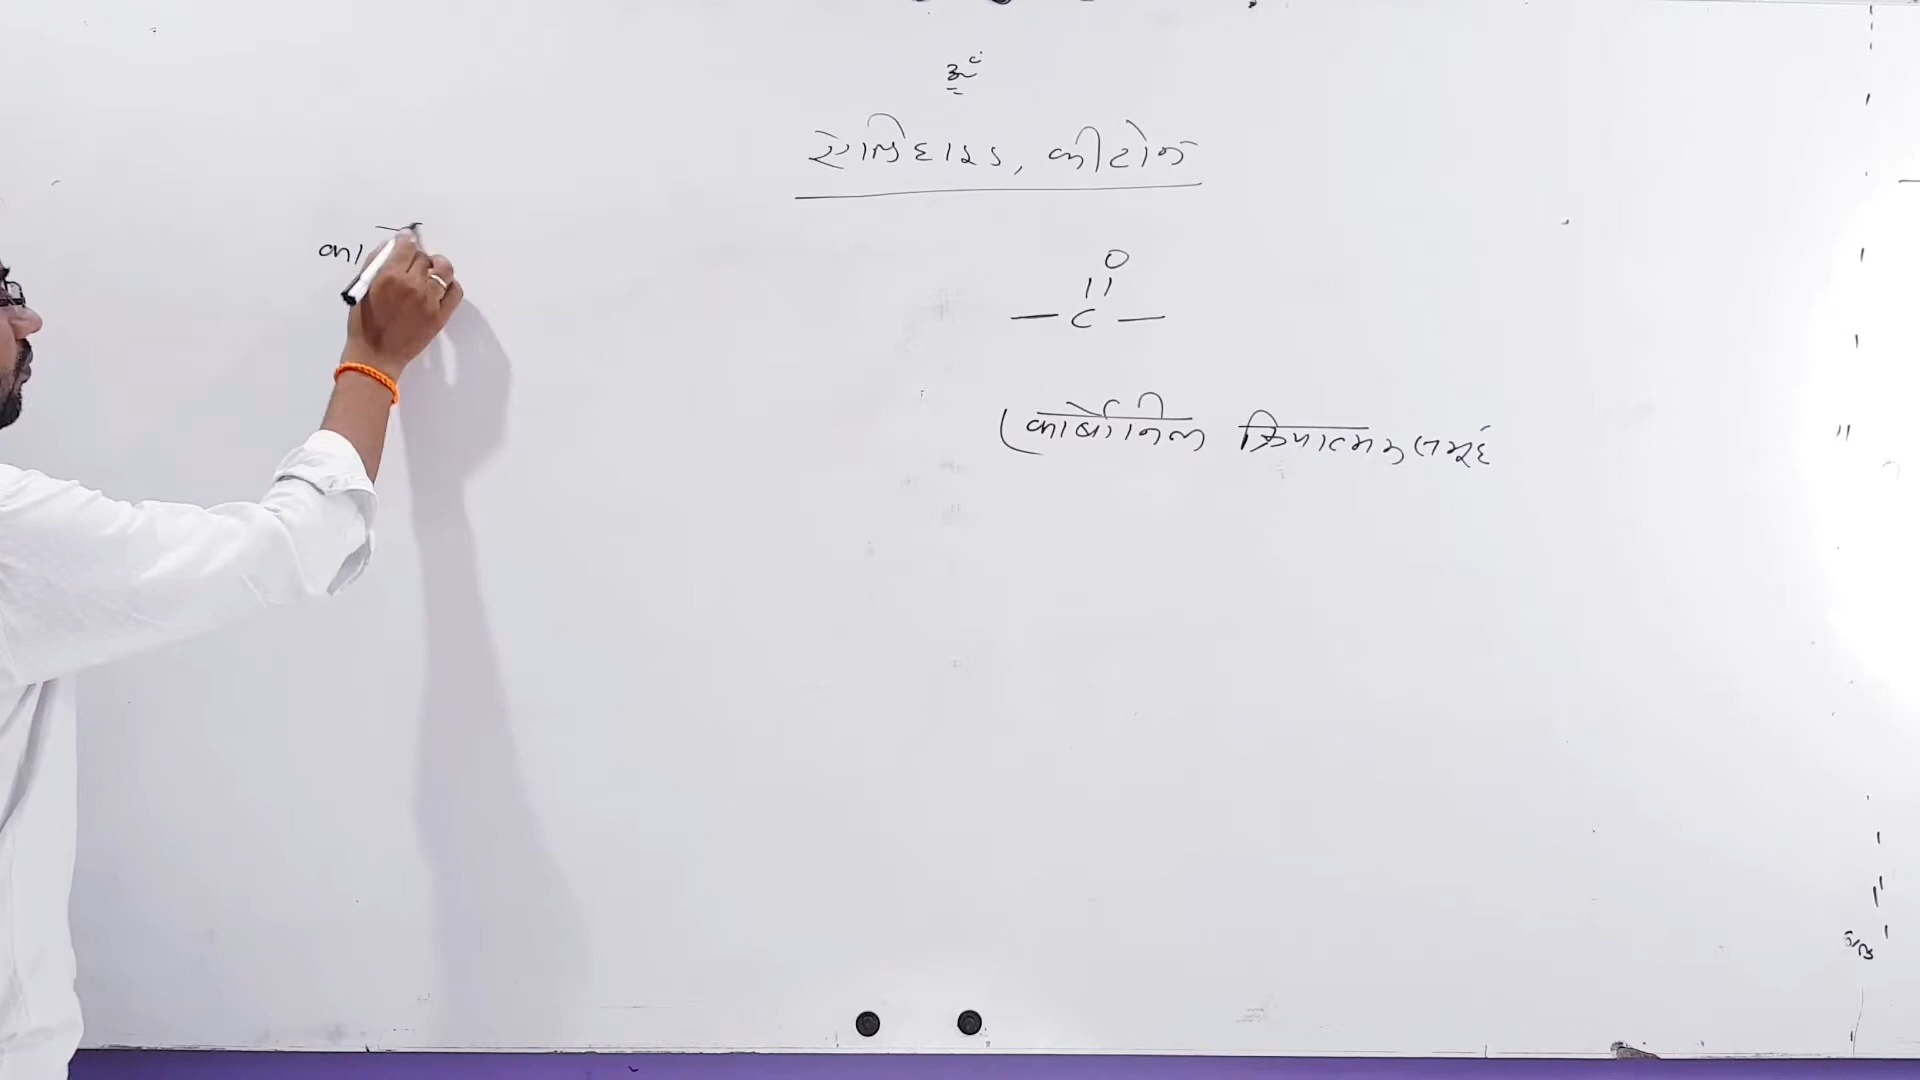 ॐ
एल्डिहाइड, कीटोन
O
||
— C —
(कार्बोनिल क्रियात्मक समूह
का